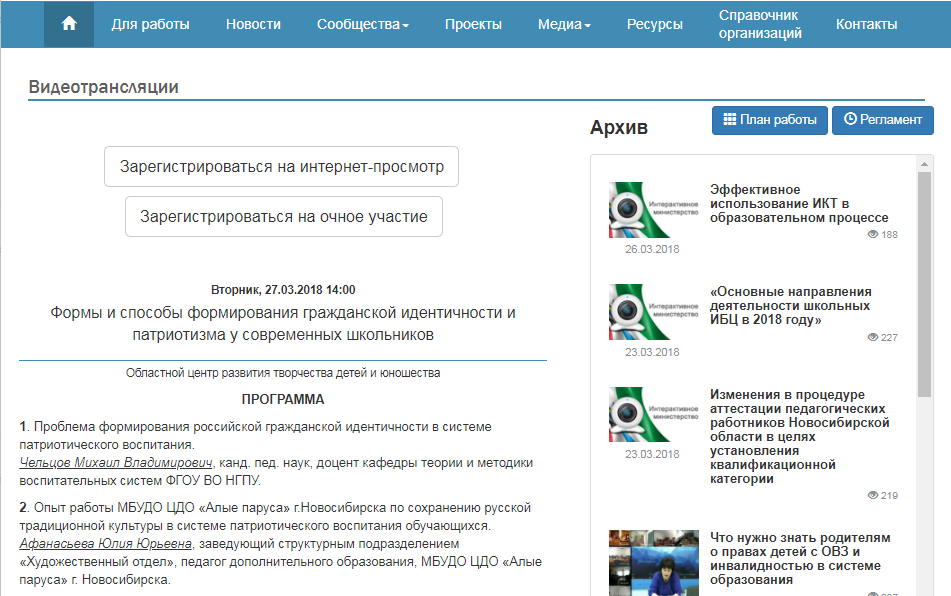 Для работы
Новости
Сообщества
Проекты
Медиа
Ресурсы
Справочник
организаций
Контакты
Видеотрансляции
Зарегистрироваться на интернет-просмотр
Зарегистрироваться на очное участие
Вторник, 27.03.2018 14:00
Формы и способы формирования гражданской идентичности и
патриотизма у современных школьников
Областной центр развития творчества детей и юношества
ПРОГРАММА
1. Проблема формирования российской гражданской идентичности в системе
патриотического воспитания.
Чельцов Михаил Владимирович, канд. пед. наук, доцент кафедры теории и методики
воспитательных систем ФГОУ ВО НГПУ.
2. Опыт работы МБУДО ЦДО «Алые паруса» г.Новосибирска по сохранению русской
традиционной культуры в системе патриотического воспитания обучающихся.
Афанасьева Юлия Юрьевна, заведующий структурным подразделением
«Художественный отдел», педагог дополнительного образования, МБУДО ЦДО «Алые
паруса» г. Новосибирска.
Архив
План работы
Регламент
Интерактивное
министерство
26.03.2018
Эффективное
использование ИКТ в
образовательном процессе
188
Интерактивное
министерство
23.03.2018
«Основные направления
деятельности школьных
ИБЦ в 2018 году»
227
Интерактивное
министерство
23.03.2018
Изменения в процедуре
аттестации педагогических
работников Новосибирской
области в целях
установления
квалификационной
категории
219
Что нужно знать родителям
о правах детей с ОВЗ и
инвалидностью в системе
образования